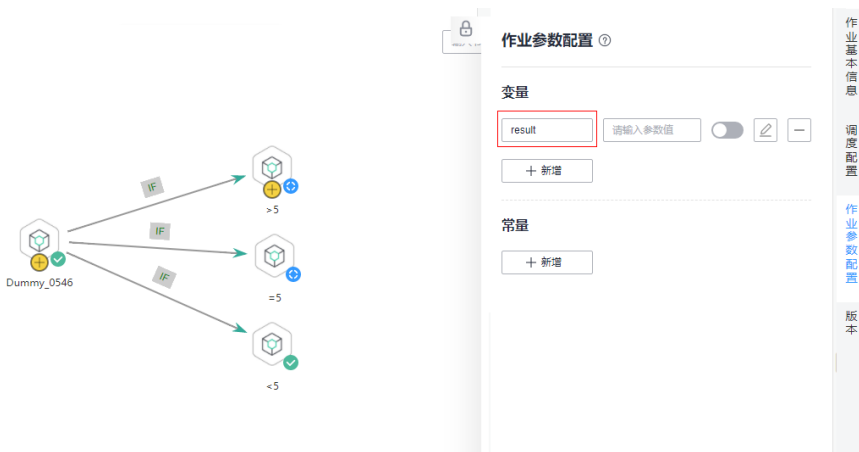 作业参数配置
变量
result
请输入参数值
+ 新增
常量
+ 新增
IF
>5
IF
=5
IF
<5
Dummy_0546
作业基本信息
调度配置
作业参数配置
版本